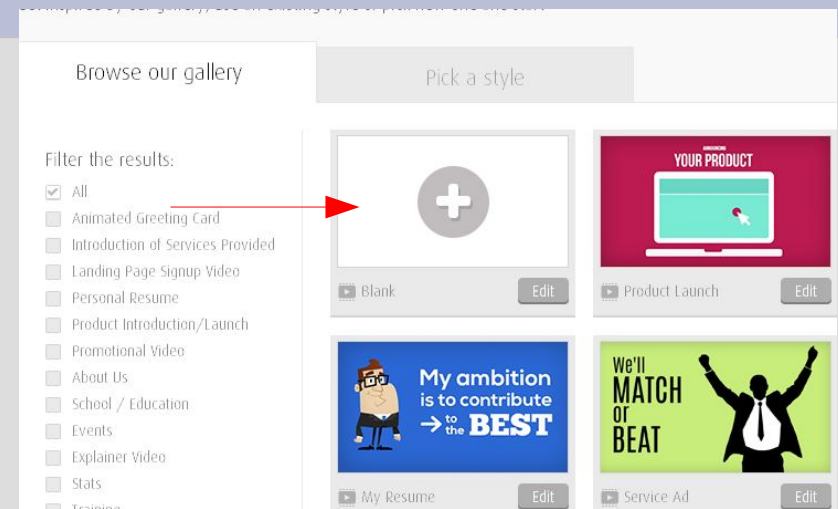 Browse our gallery
Pick a style
Filter the results:
All
Animated Greeting Card
Introduction of Services Provided
Landing Page Signup Video
Personal Resume
Product Introduction/Launch
Promotional Video
About Us
School / Education
Events
Explainer Video
Stats
Training
Blank
Edit
YOUR PRODUCT
Product Launch
Edit
My ambition
is to contribute
to the BEST
My Resume
Edit
We'll
MATCH
or
BEAT
Service Ad
Edit